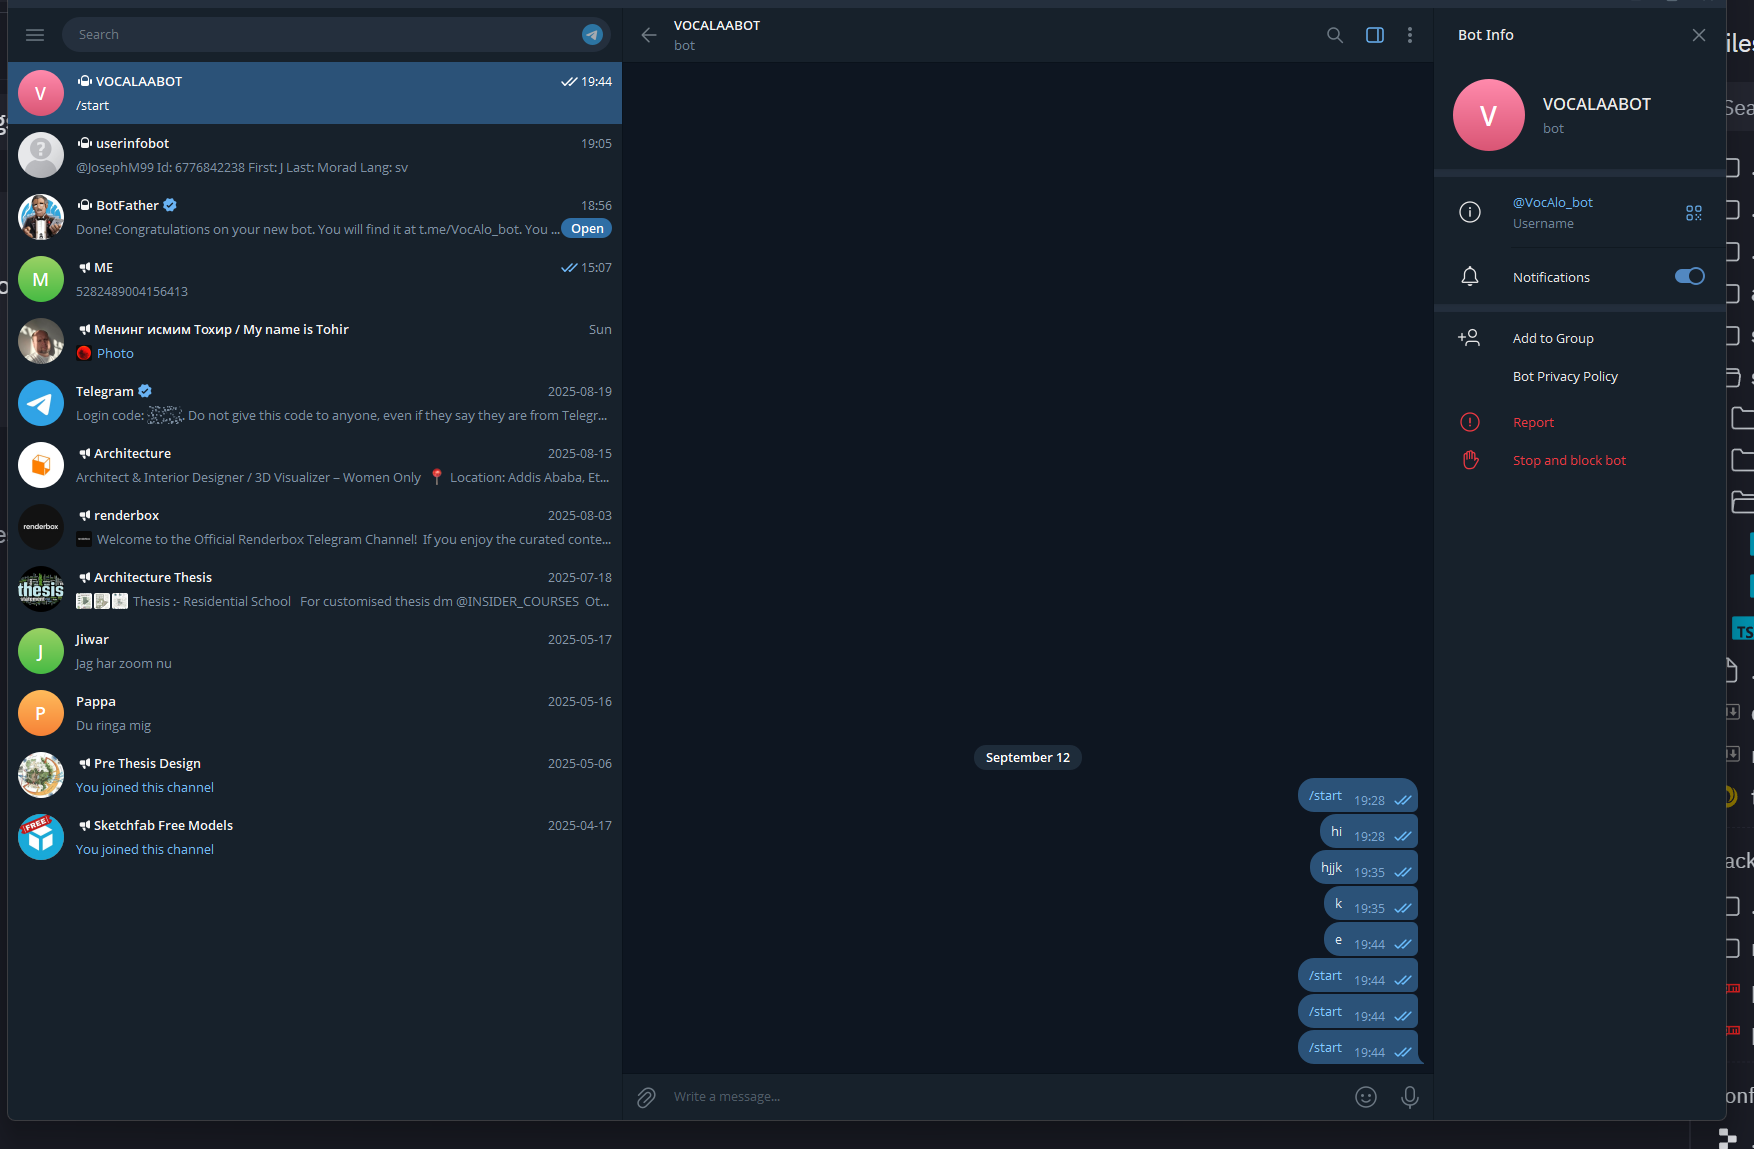 Search
V
VOCALAABOT
19:44
/start
userinfobot
19:05
@JosephM99 Id: 6776842238 First: J Last: Morad Lang: sv
BotFather
18:56
Done! Congratulations on your new bot. You will find it at t.me/VocAlo_bot. You ...
Open
M
ME
15:07
5282489004156413
Менинг исмим Тохир / My name is Tohir
Sun
Photo
Telegram
2025-08-19
Login code:
. Do not give this code to anyone, even if they say they are from Telegr...
Architecture
2025-08-15
Architect & Interior Designer / 3D Visualizer – Women Only 📍 Location: Addis Ababa, Et...
renderbox
renderbox
2025-08-03
Welcome to the Official Renderbox Telegram Channel! If you enjoy the curated conte...
thesis
Architecture Thesis
2025-07-18
Thesis :- Residential School For customised thesis dm @INSIDER_COURSES Ot...
J
Jiwar
2025-05-17
Jag har zoom nu
P
Pappa
2025-05-16
Du ringa mig
Pre Thesis Design
2025-05-06
You joined this channel
FREE
Sketchfab Free Models
2025-04-17
You joined this channel
VOCALAABOT
bot
September 12
/start 19:28
hi 19:28
hjjk 19:35
k 19:35
e 19:44
/start 19:44
/start 19:44
/start 19:44
Write a message...
Bot Info
V
VOCALAABOT
bot
@VocAlo_bot
Username
Notifications
Add to Group
Bot Privacy Policy
Report
Stop and block bot
iles
Sea
TS
ack
onf